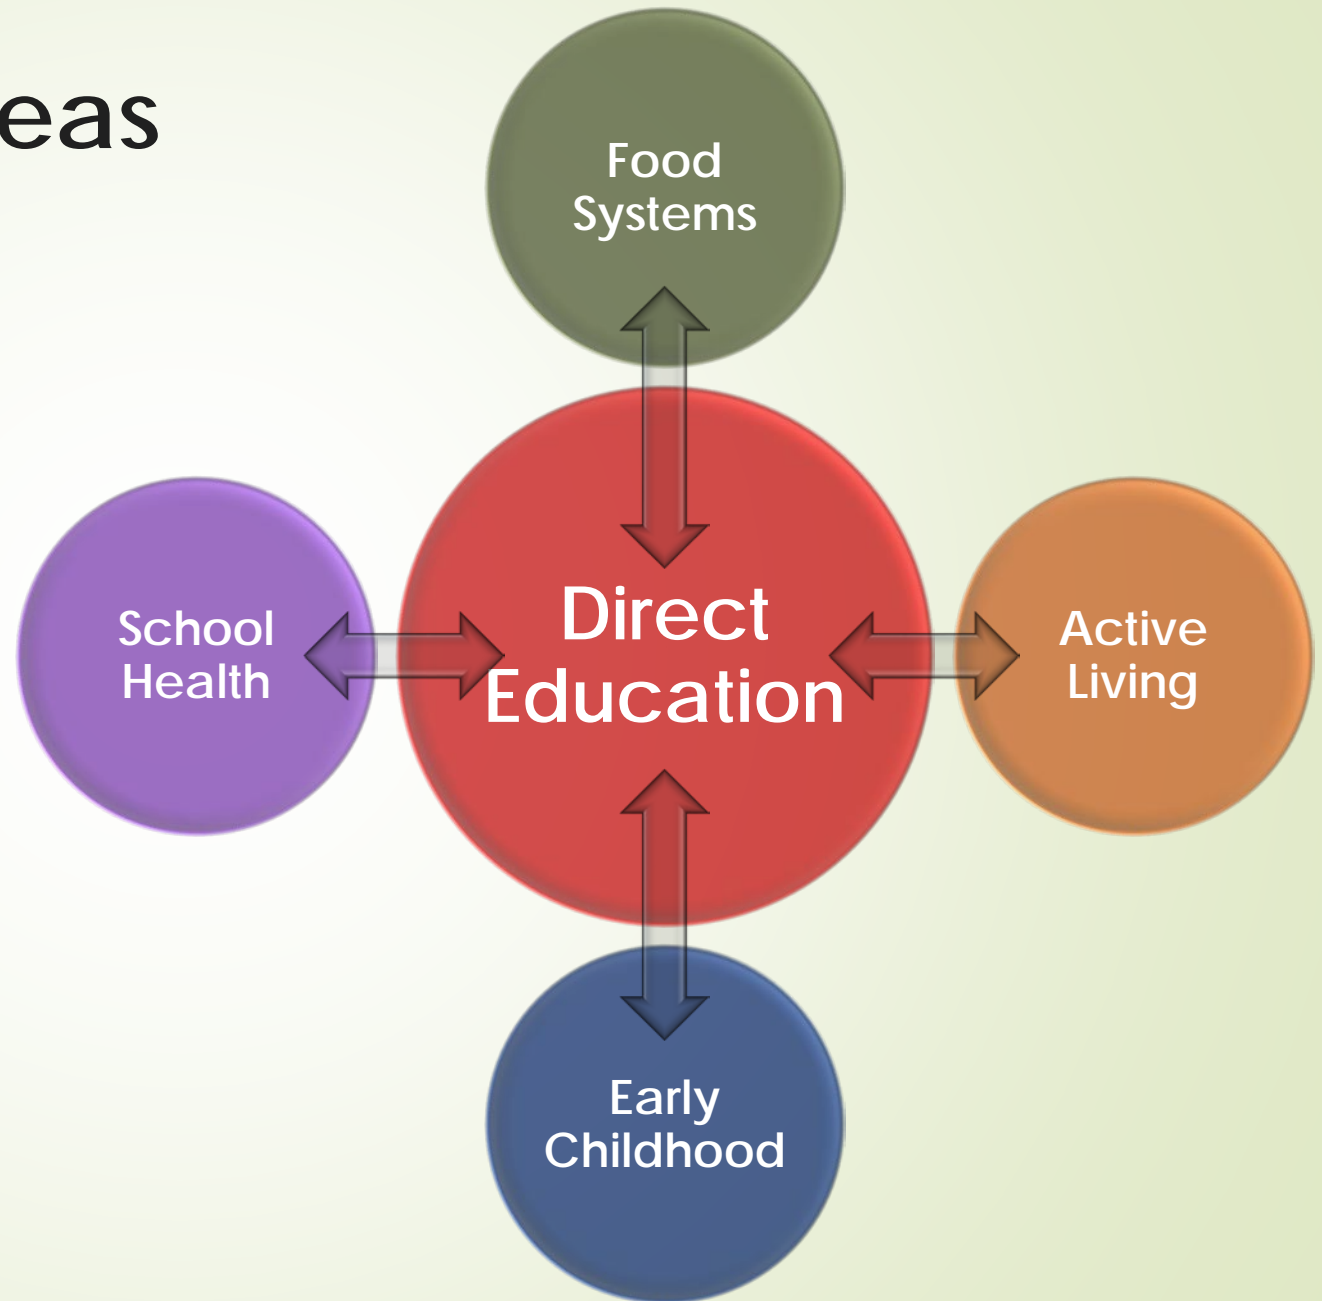 eas
Food
Systems
School
Health
Direct
Education
Active
Living
Early
Childhood